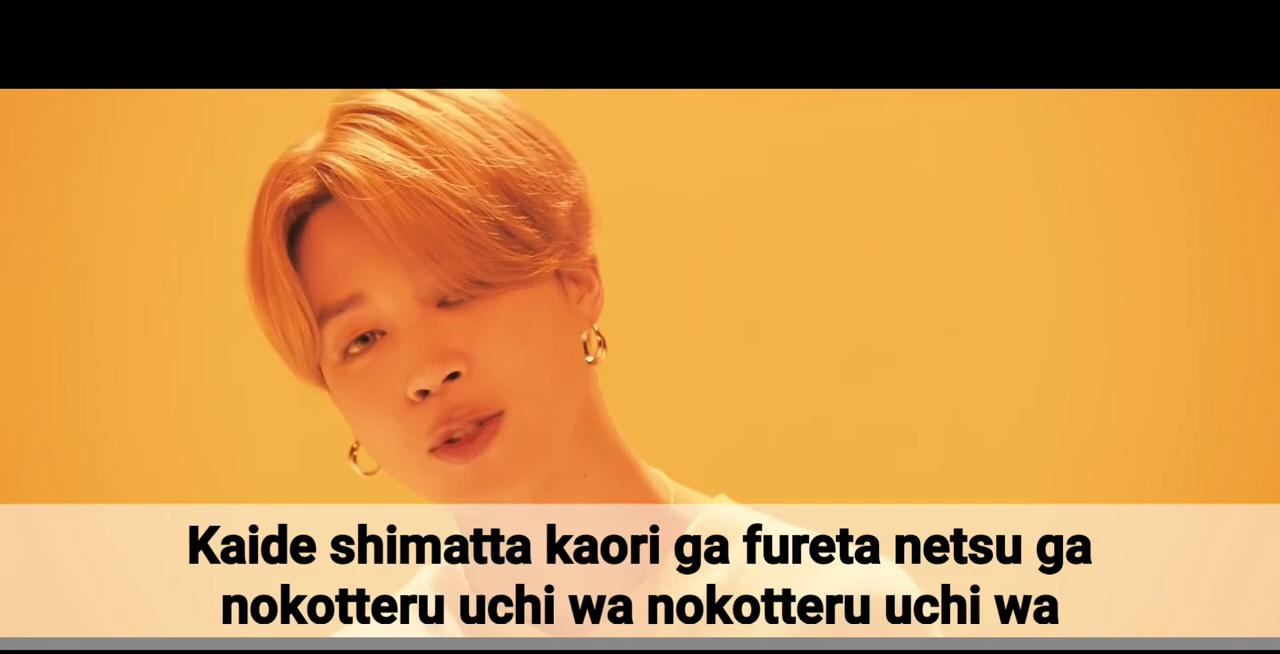 Kaide shimatta kaori ga fureta netsu ga
nokotteru uchi wa nokotteru uchi wa